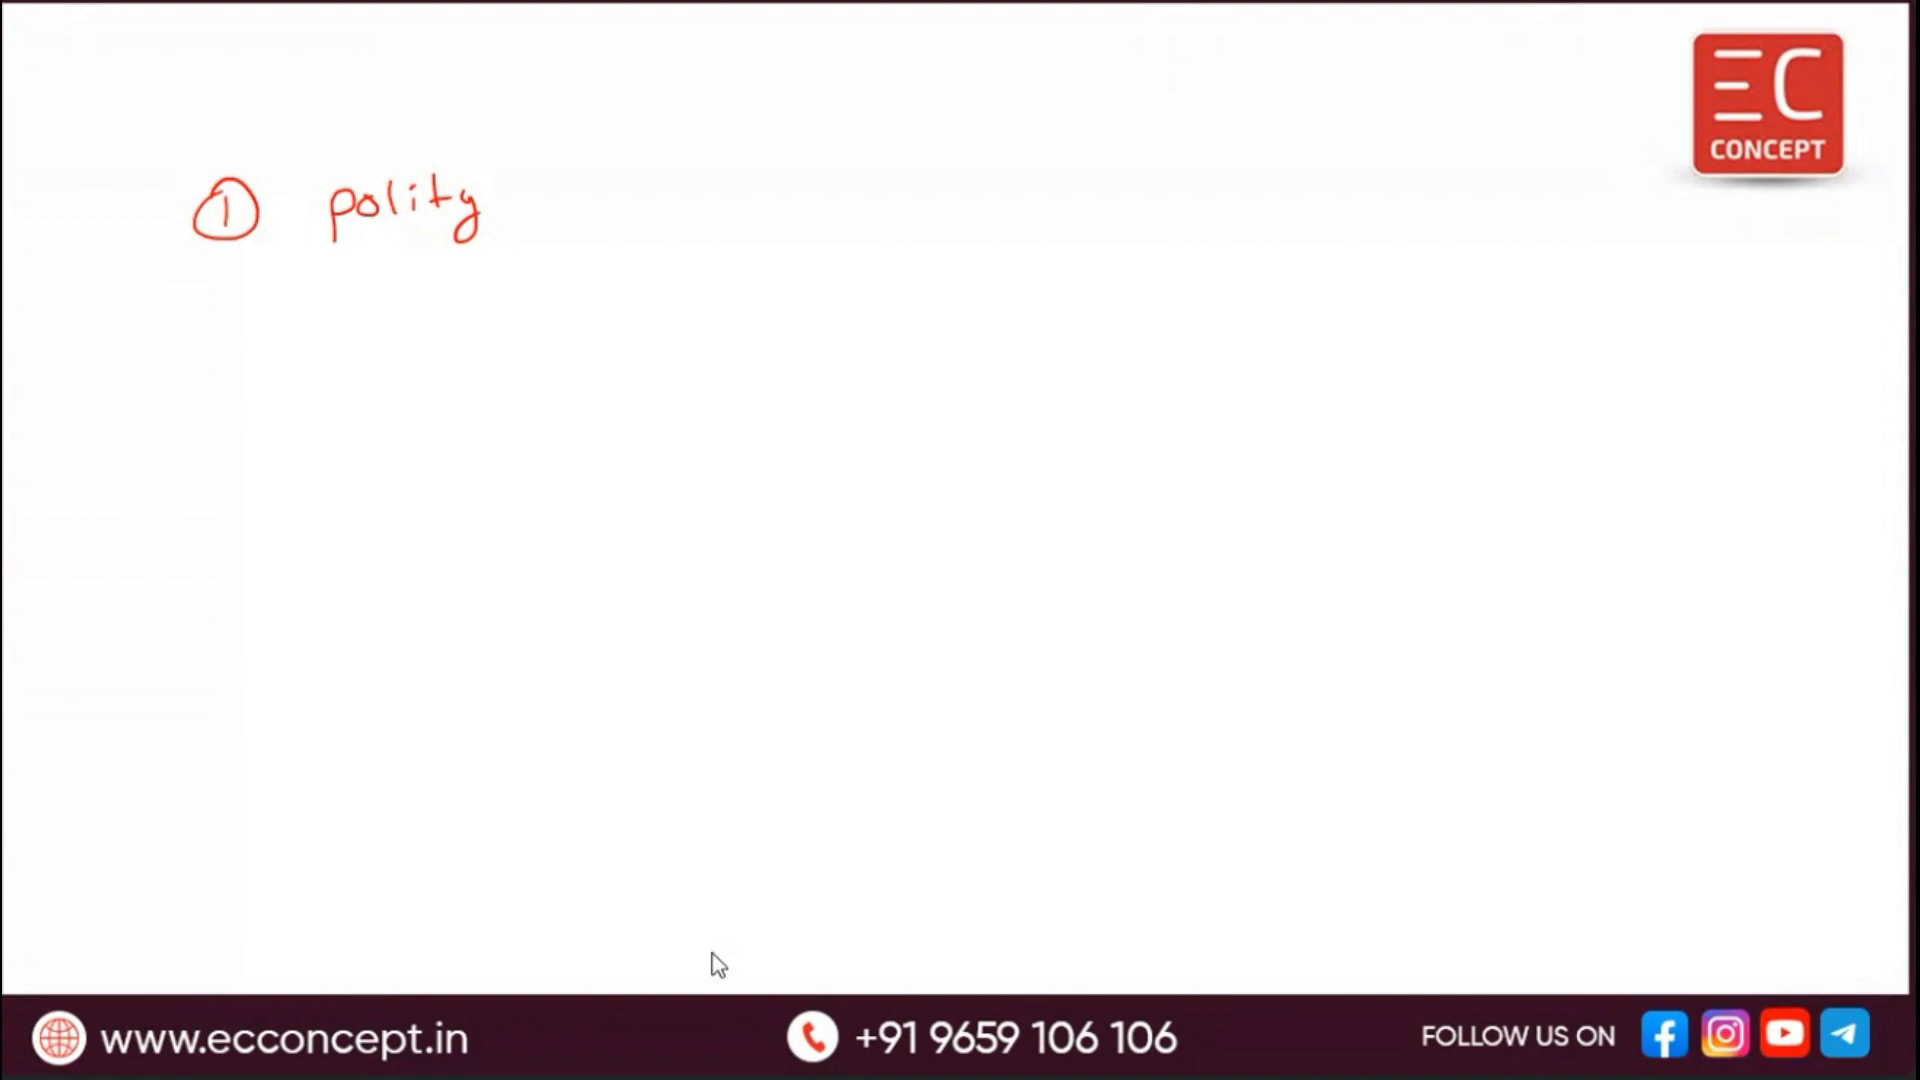 EC
CONCEPT
① polity
www.ecconcept.in
+91 9659 106 106
FOLLOW US ON